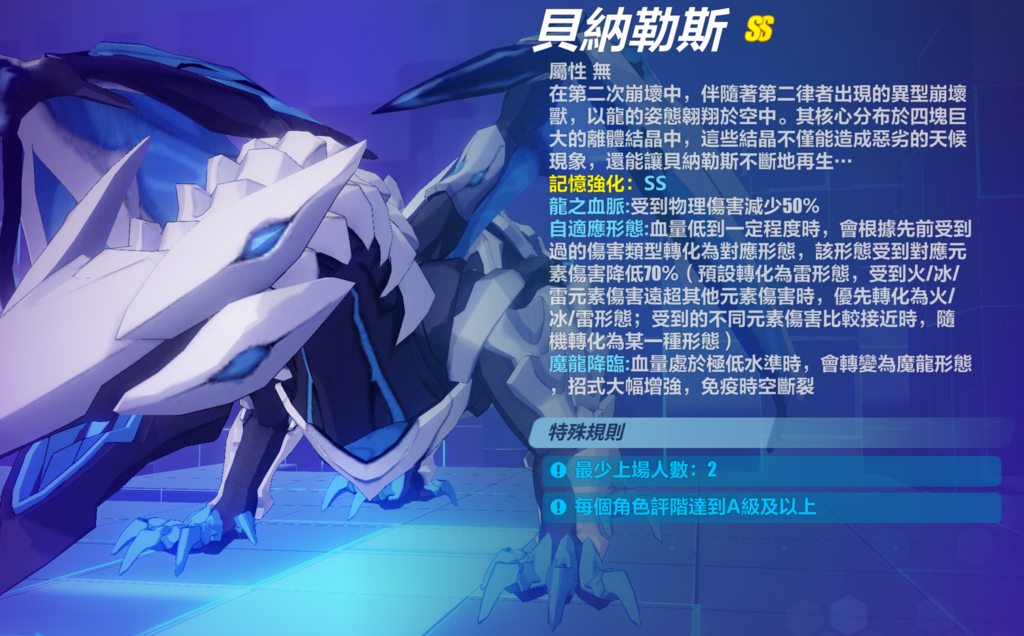 貝納勒斯 SS
屬性 無
在第二次崩壞中，伴隨著第二律者出現的異型崩壞
獸，以龍的姿態翱翔於空中。其核心分布於四塊巨
大的離體結晶中，這些結晶不僅能造成惡劣的天候
現象，還能讓貝納勒斯不斷地再生…
記憶強化：SS
龍之血脈:受到物理傷害減少50%
自適應形態:血量低到一定程度時，會根據先前受到
過的傷害類型轉化為對應形態，該形態受到對應元
素傷害降低70%（預設轉化為雷形態，受到火/冰/
雷元素傷害遠超其他元素傷害時，優先轉化為火/
冰/雷形態；受到的不同元素傷害比較接近時，隨
機轉化為某一種形態）
魔龍降臨:血量處於極低水準時，會轉變為魔龍形態
，招式大幅增強，免疫時空斷裂
特殊規則
最少上場人數：2
每個角色評階達到A級及以上